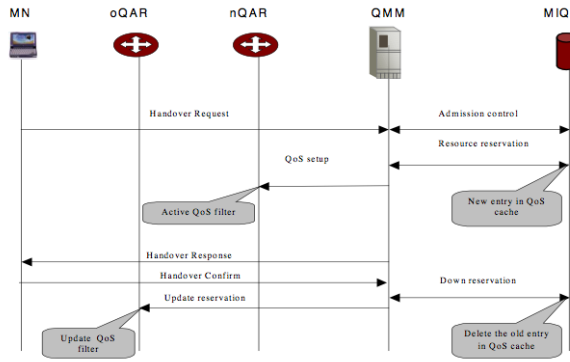 MN oQAR nQAR QMM MIQ
Handover Request
Admission control
Resource reservation
QoS setup
Active QoS filter
New entry in QoS
cache
Handover Response
Handover Confirm
Down reservation
Update reservation
Update QoS
filter
Delete the old entry
in QoS cache